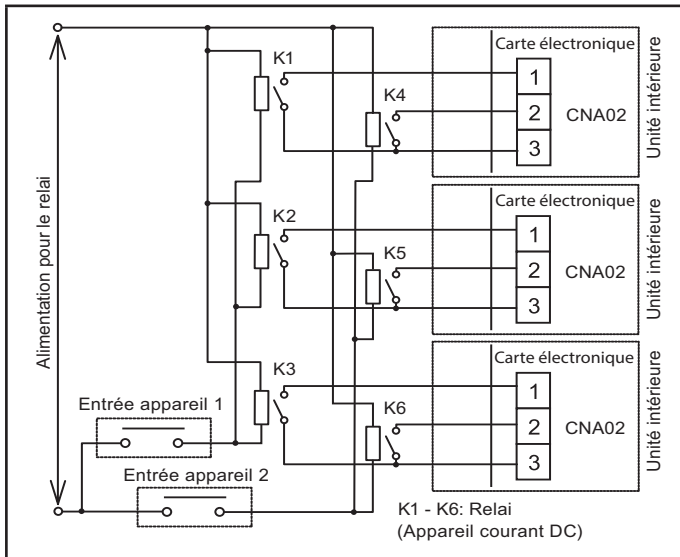 Alimentation pour le relai
K1
K4
Carte électronique
1
2
3
CNA02
Unité intérieure
K2
K5
Carte électronique
1
2
3
CNA02
Unité intérieure
K3
K6
Carte électronique
1
2
3
CNA02
Unité intérieure
Entrée appareil 1
Entrée appareil 2
K1 - K6: Relai
(Appareil courant DC)